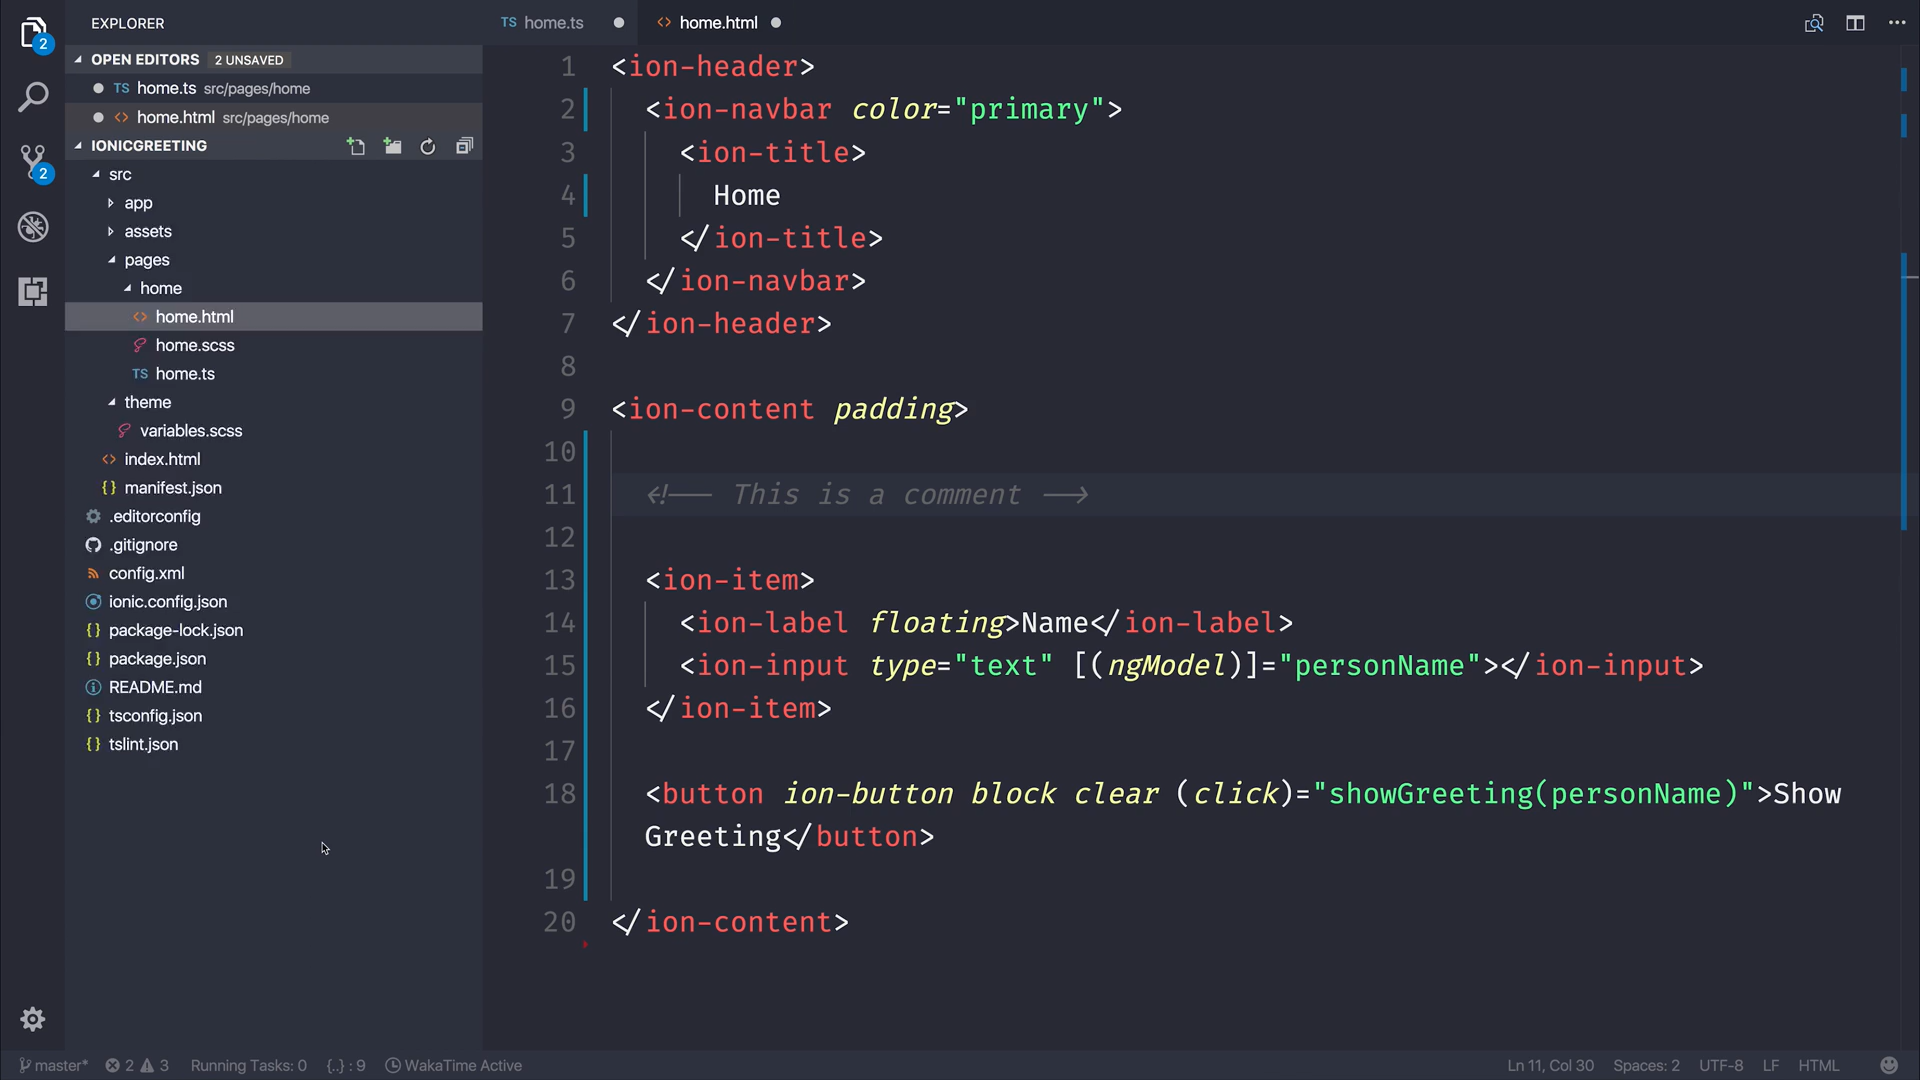 EXPLORER
OPEN EDITORS 2 UNSAVED
TS home.ts src/pages/home
<> home.html src/pages/home
IONICGREETING
src
app
assets
pages
home
<> home.html
home.scss
TS home.ts
theme
variables.scss
<> index.html
{} manifest.json
.editorconfig
.gitignore
config.xml
ionic.config.json
{} package-lock.json
{} package.json
README.md
{} tsconfig.json
{} tslint.json
2
2
TS home.ts
<> home.html
1 <ion-header>
2 <ion-navbar color="primary">
3 <ion-title>
4 Home
5 </ion-title>
6 </ion-navbar>
7 </ion-header>
8
9 <ion-content padding>
10
11 <!-- This is a comment -->
12
13 <ion-item>
14 <ion-label floating>Name</ion-label>
15 <ion-input type="text" [(ngModel)]="personName"></ion-input>
16 </ion-item>
17
18 <button ion-button block clear (click)="showGreeting(personName)">Show
Greeting</button>
19
20 </ion-content>
master* 2 3 Running Tasks: 0 {..} : 9 WakaTime Active Ln 11, Col 30 Spaces: 2 UTF-8 LF HTML